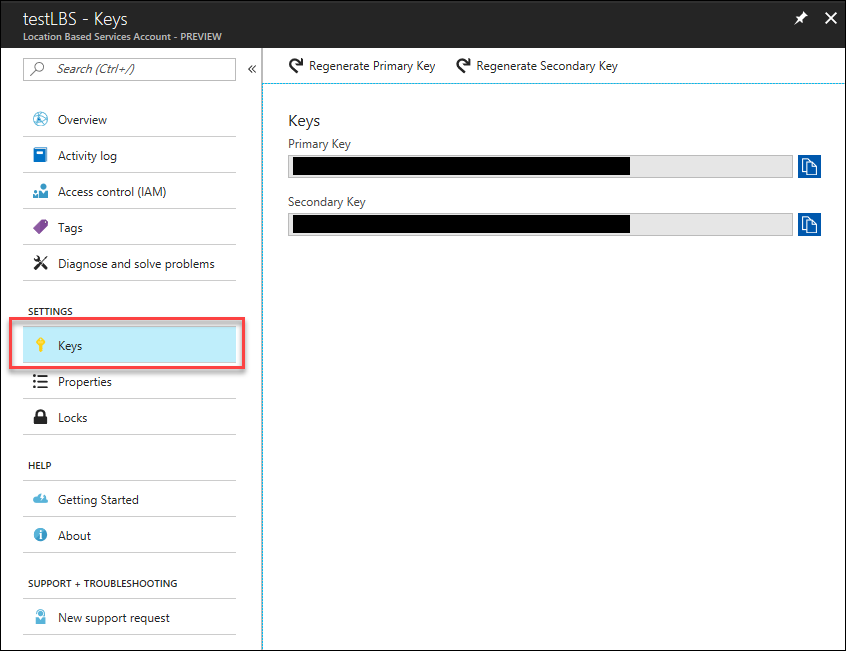 testLBS - Keys
Location Based Services Account - PREVIEW
Search (Ctrl+/)
«
Overview
Activity log
Access control (IAM)
Tags
Diagnose and solve problems
SETTINGS
Keys
Properties
Locks
HELP
Getting Started
About
SUPPORT + TROUBLESHOOTING
New support request
Regenerate Primary Key
Regenerate Secondary Key
Keys
Primary Key
Secondary Key